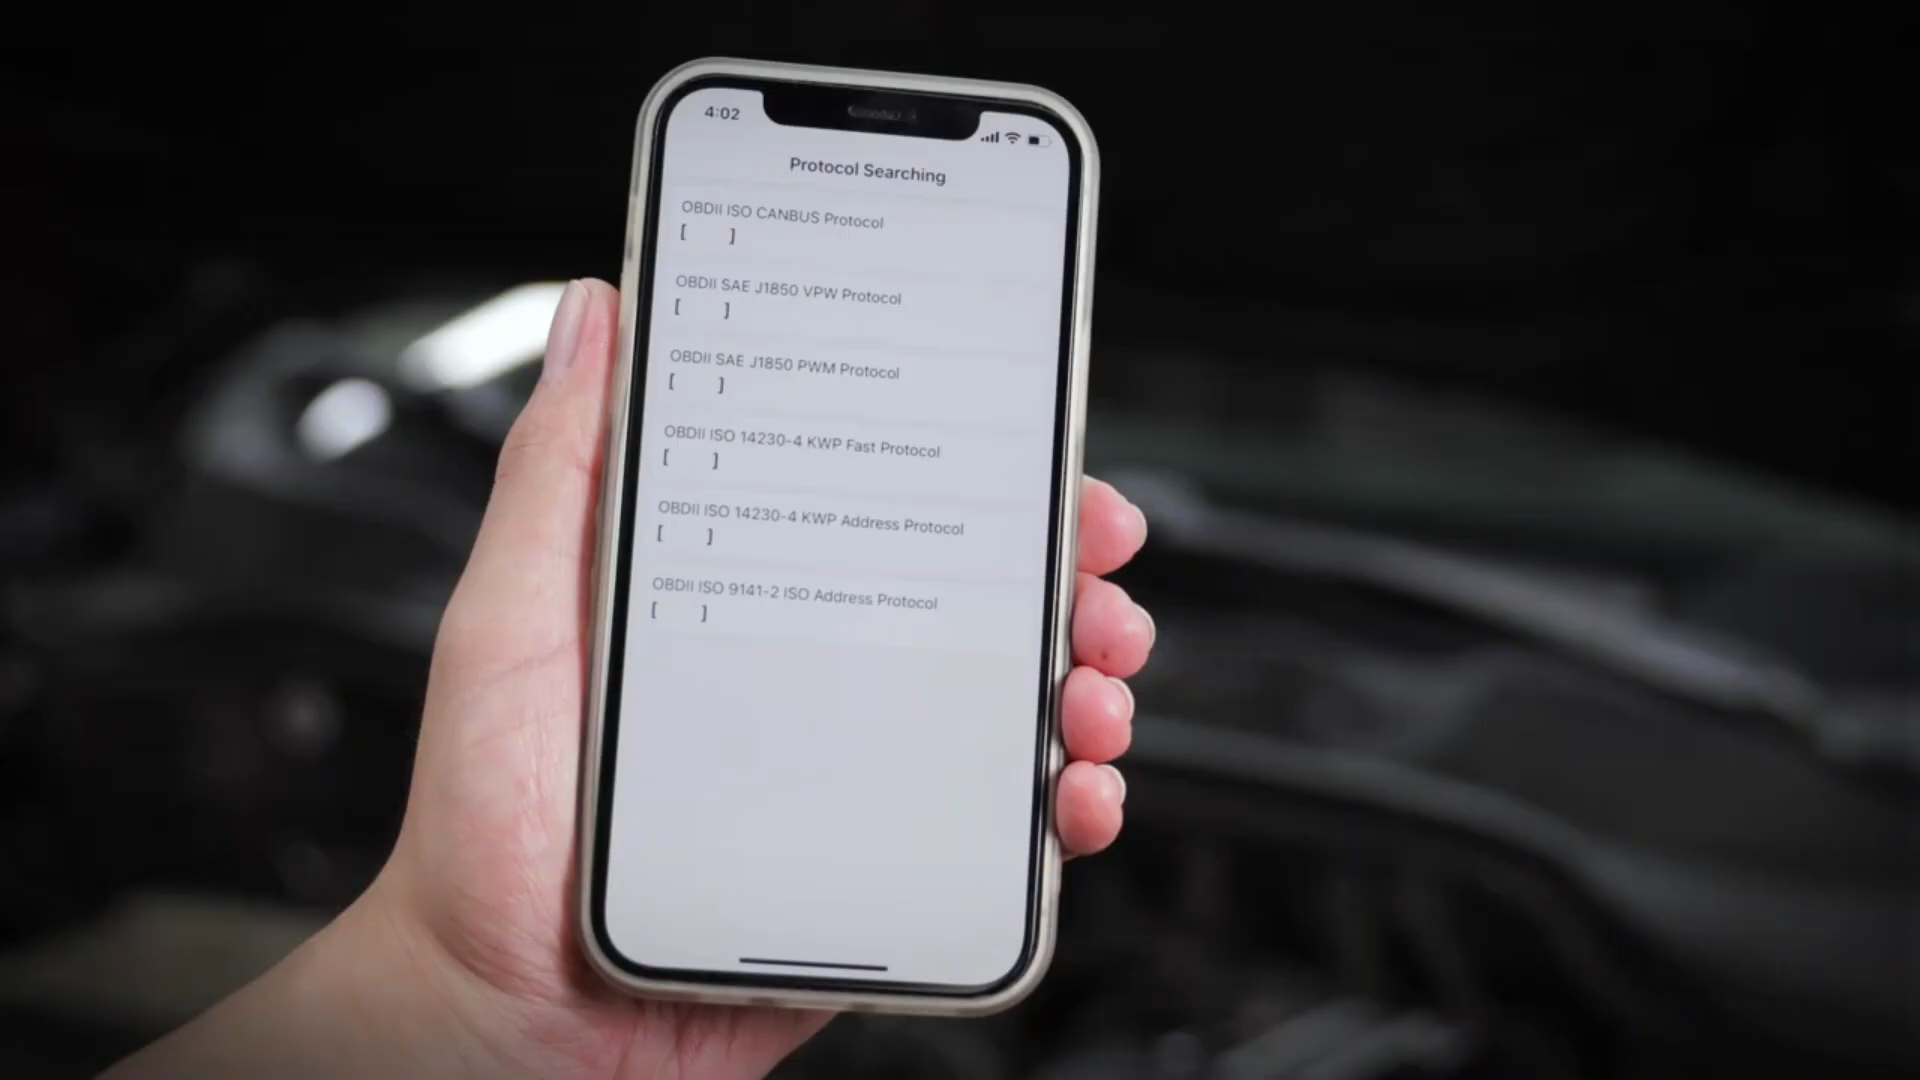 4:02
Protocol Searching
OBDII ISO CANBUS Protocol
[ ]
OBDII SAE J1850 VPW Protocol
[ ]
OBDII SAE J1850 PWM Protocol
[ ]
OBDII ISO 14230-4 KWP Fast Protocol
[ ]
OBDII ISO 14230-4 KWP Address Protocol
[ ]
OBDII ISO 9141-2 ISO Address Protocol
[ ]